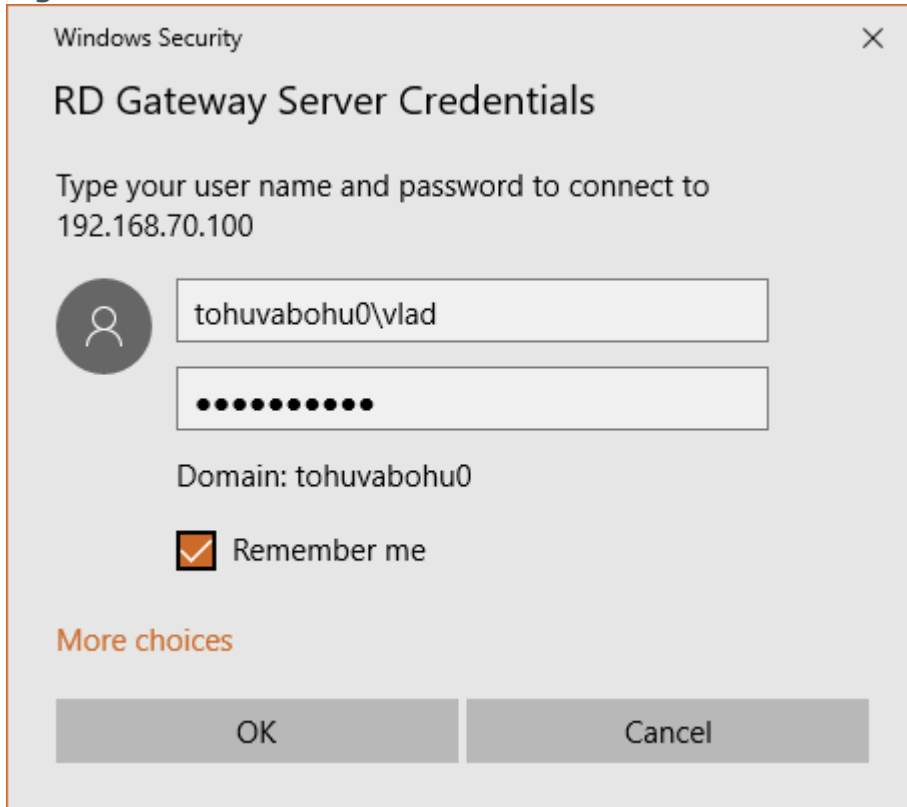 Windows Security
RD Gateway Server Credentials
Type your user name and password to connect to
192.168.70.100
tohuvabohu0\vlad
●●●●●●●●●●
Domain: tohuvabohu0
Remember me
More choices
OK Cancel